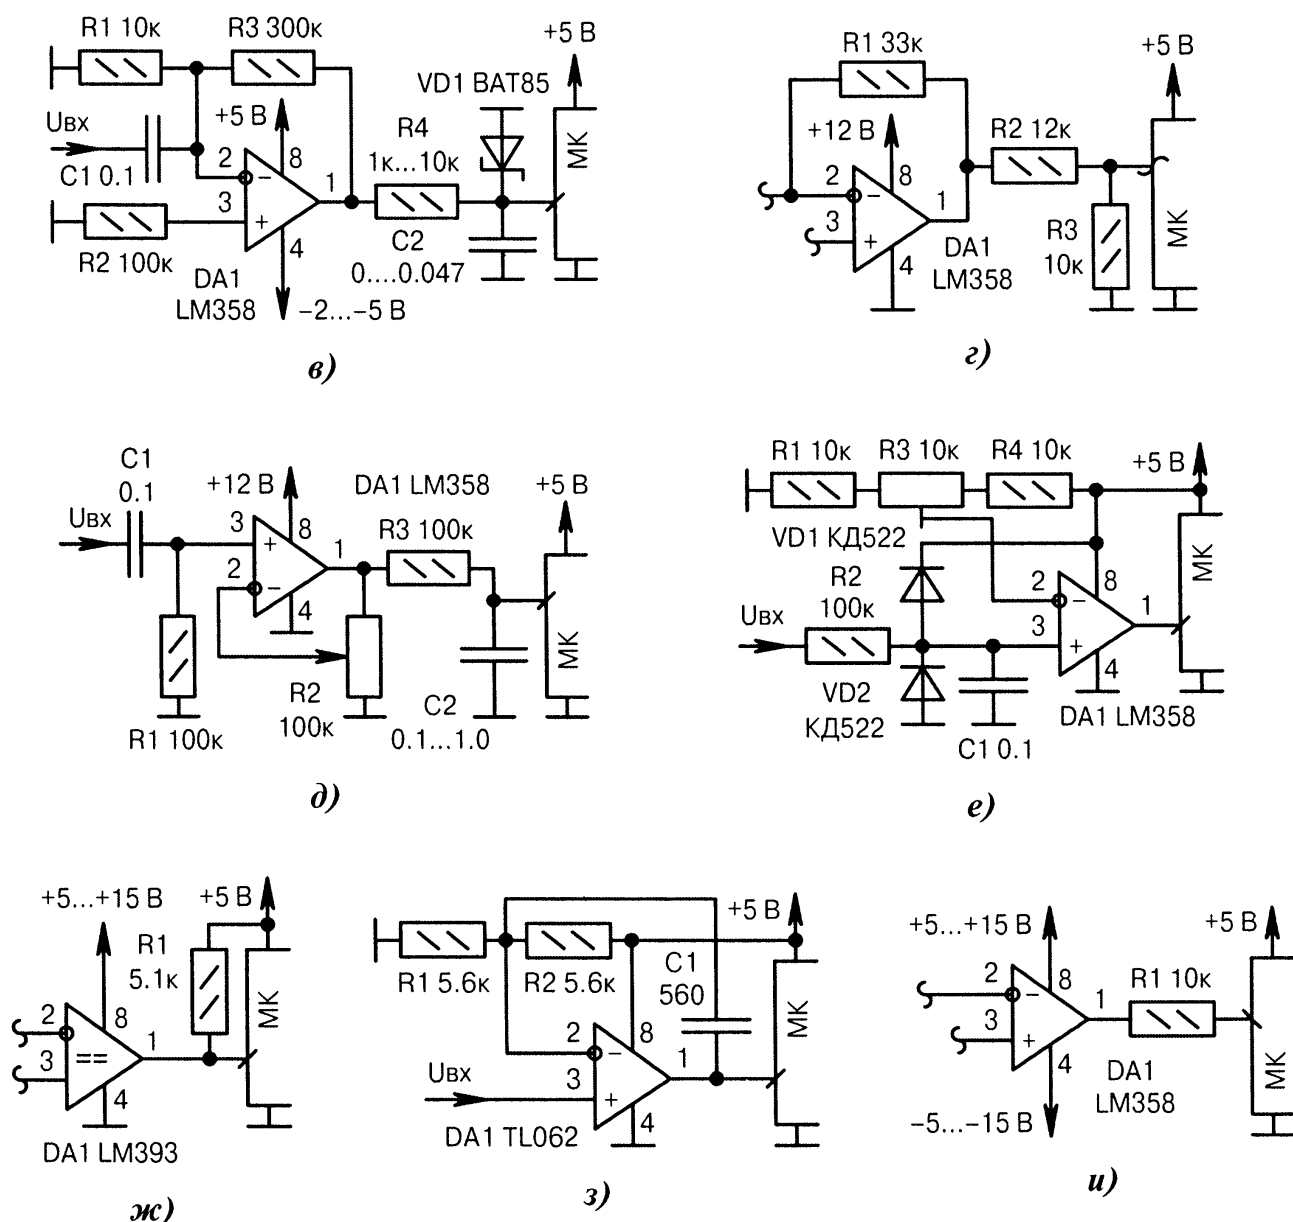 R1 10к
R3 300к
+5 В
VD1 BAT85
Uвх
+5 В
R4
1к...10к
C1 0.1
2
8
–
1
3
+
4
R2 100к
DA1
LM358
C2
0....0.047
–2...–5 В
МК
в)
R1 33к
+5 В
+12 В
R2 12к
2
8
–
1
3
+
4
DA1
LM358
R3
10к
МК
г)
C1
0.1
+12 В
DA1 LM358
+5 В
Uвх
3
8
+
1
R3 100к
2
–
4
R2
100к
R1 100к
C2
0.1...1.0
МК
д)
R1 10к
R3 10к
R4 10к
+5 В
VD1 КД522
R2
100к
2
8
–
1
Uвх
3
+
4
VD2
КД522
C1 0.1
DA1 LM358
МК
е)
+5...+15 В
+5 В
R1
5.1к
2
8
==
1
3
4
МК
DA1 LM393
ж)
+5 В
R1 5.6к
R2 5.6к
C1
560
2
8
–
1
Uвх
3
+
4
DA1 TL062
МК
з)
+5...+15 В
+5 В
2
8
–
1
R1 10к
3
+
4
DA1
LM358
–5...–15 В
МК
и)